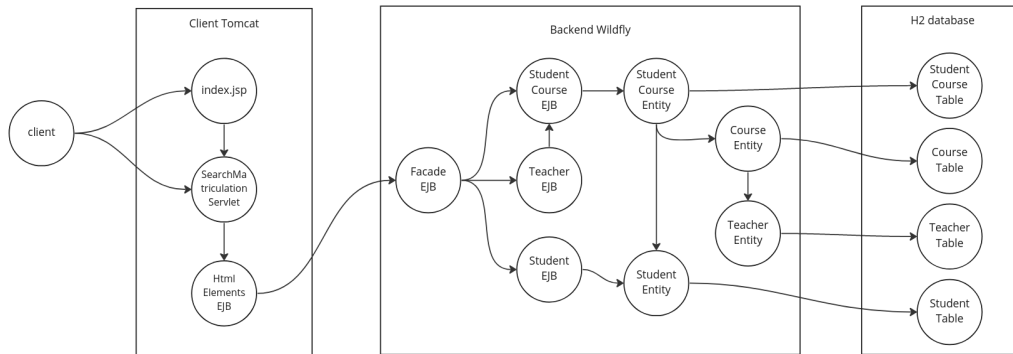 Client Tomcat
index.jsp
client
SearchMa
triculation
Servlet
Html
Elements
EJB
Backend Wildfly
Student
Course
EJB
Student
Course
Entity
Course
Entity
Facade
EJB
Teacher
EJB
Teacher
Entity
Student
EJB
Student
Entity
H2 database
Student
Course
Table
Course
Table
Teacher
Table
Student
Table